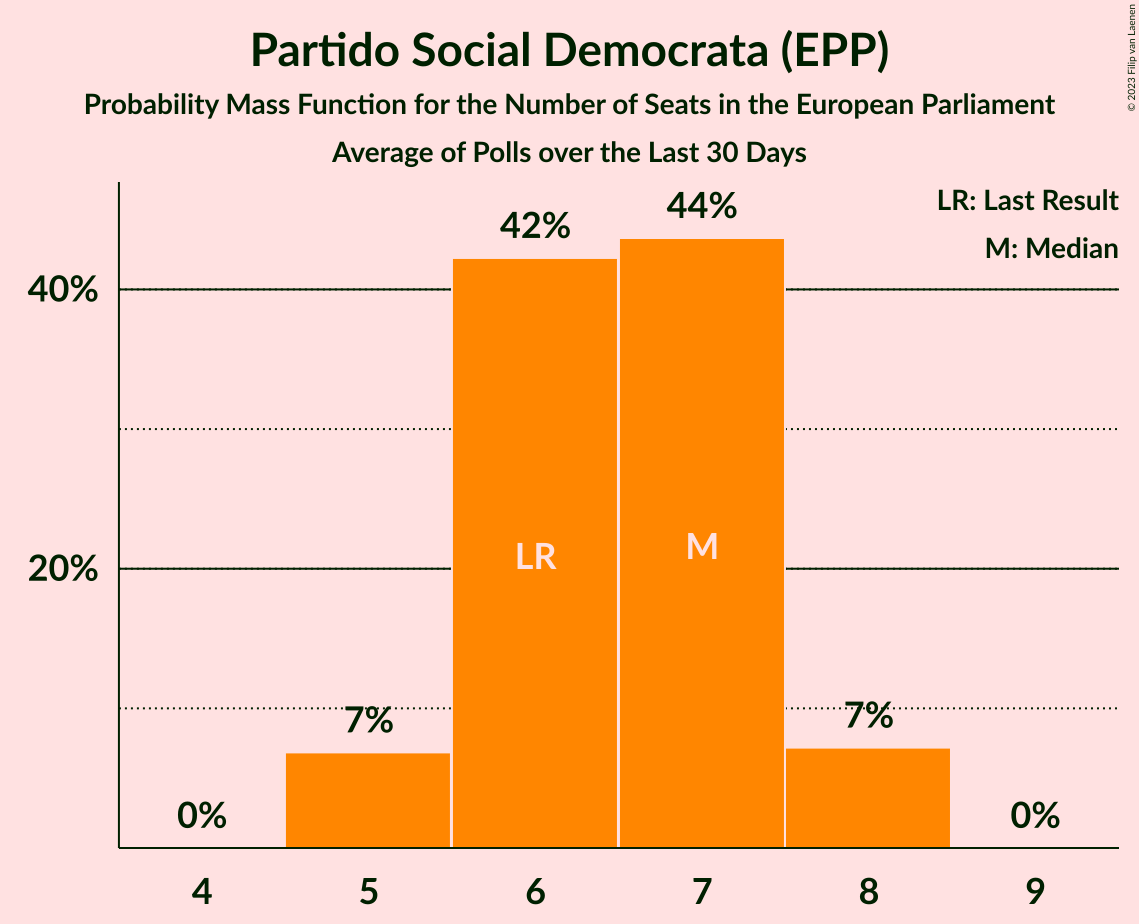 Partido Social Democrata (EPP)
Probability Mass Function for the Number of Seats in the European Parliament
Average of Polls over the Last 30 Days
© 2023 Filip van Laenen
LR: Last Result
M: Median
40%
20%
0%
7%
42%
44%
7%
0%
LR
M
4
5
6
7
8
9